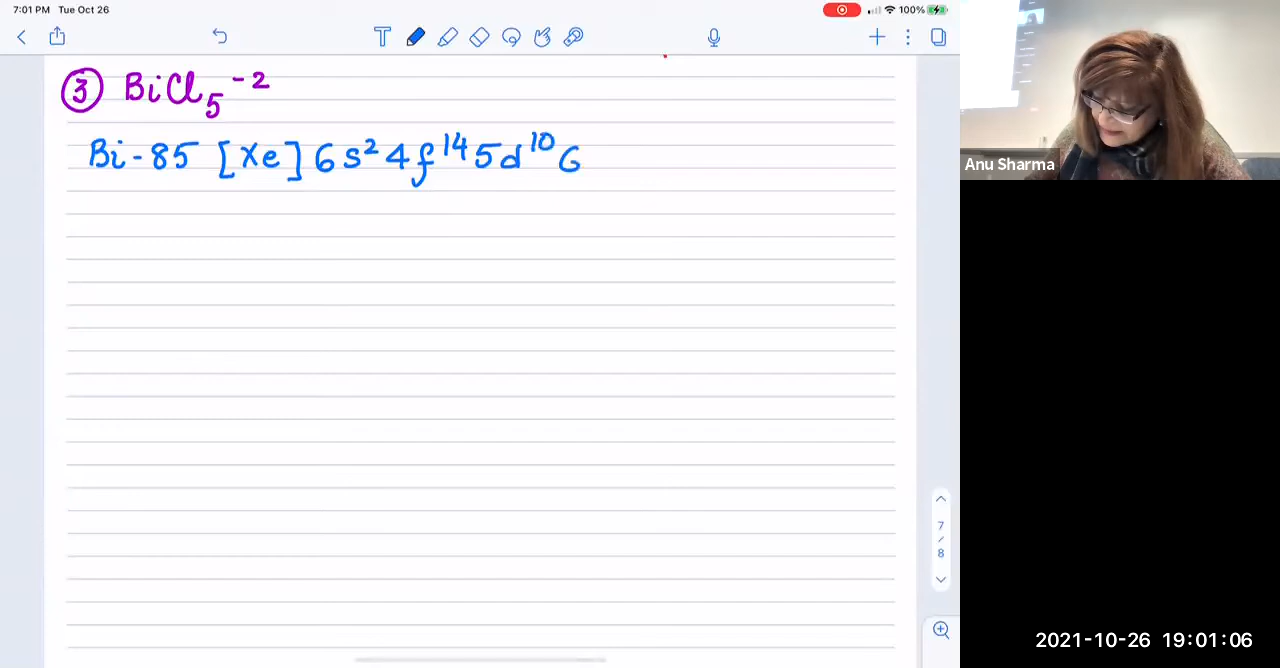 7:01 PM Tue Oct 26
100%
③ BiCl₅⁻²
Bi-85 [Xe] 6s² 4f¹⁴ 5d¹⁰ 6
Anu Sharma
7
/
8
2021-10-26 19:01:06